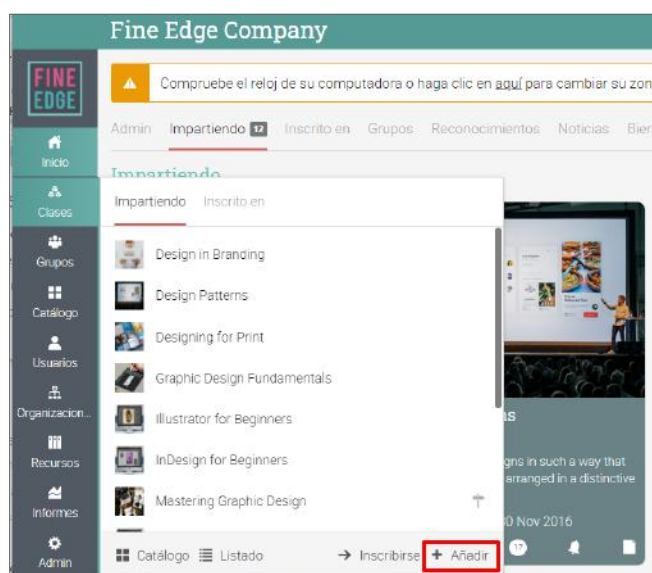 Fine Edge Company
FINE
EDGE
Compruebe el reloj de su computadora o haga clic en aquí para cambiar su zon
Admin Impartiendo 12 Inscrito en Grupos Reconocimientos Noticias Bien
Inicio
Impartiendo
Clases
Grupos
Catálogo
Usuarios
Organizacion...
Recursos
Informes
Admin
Impartiendo Inscrito en
Design in Branding
Design Patterns
Designing for Print
Graphic Design Fundamentals
Illustrator for Beginners
InDesign for Beginners
Mastering Graphic Design
Catálogo Listado Inscribirse Añadir
ns
gns in such a way that
arranged in a distinctive
30 Nov 2016
17